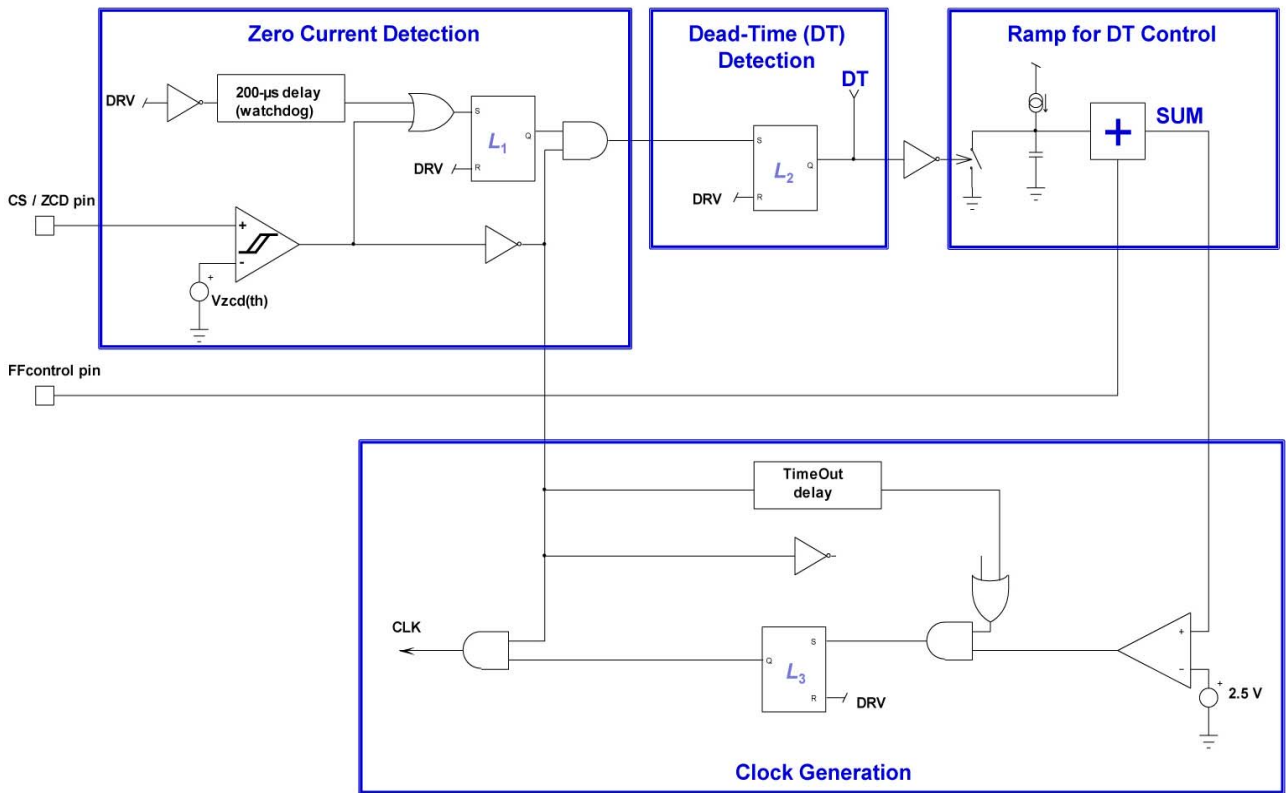 Zero Current Detection
Dead-Time (DT)
Detection
Ramp for DT Control
DT
DRV
200-µs delay
(watchdog)
S
L1
Q
R
DRV
S
L2
Q
R
DRV
+
SUM
CS / ZCD pin
+
-
+
Vzcd(th)
FFcontrol pin
TimeOut
delay
CLK
S
Q
L3
R
DRV
+
−
+
2.5 V
Clock Generation